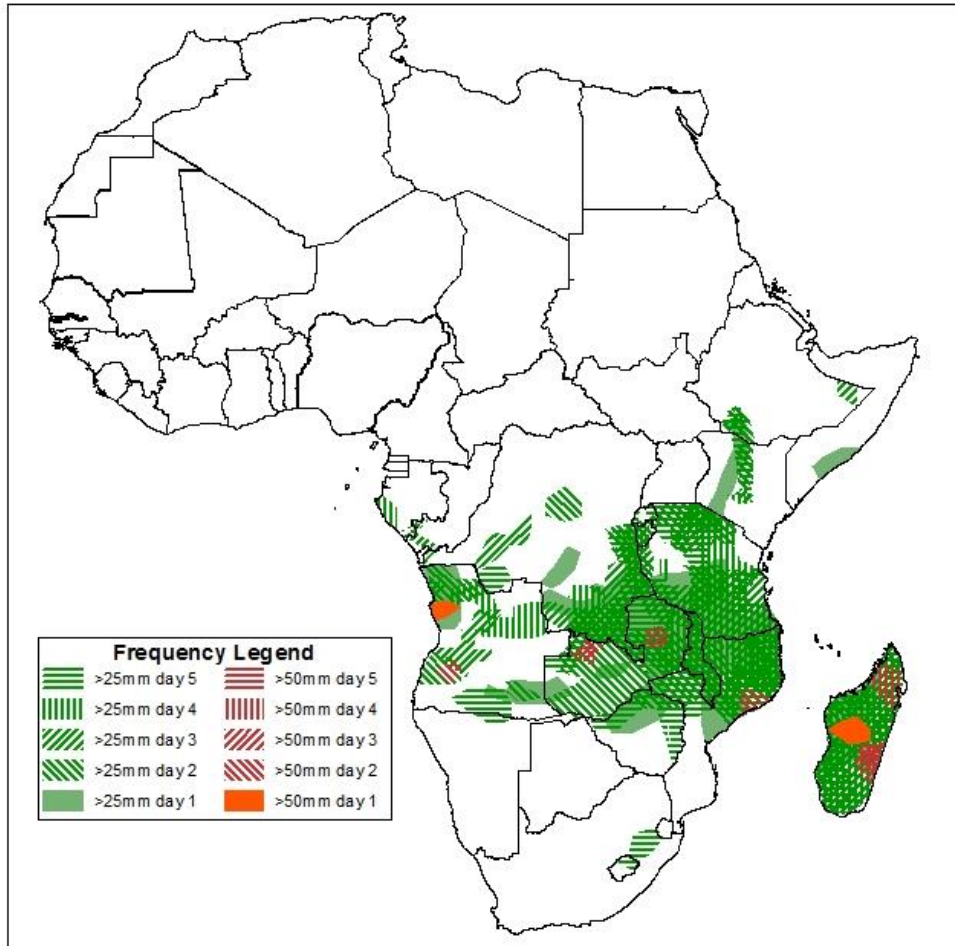 Frequency Legend
>25mm day 5 >50mm day 5
>25mm day 4 >50mm day 4
>25mm day 3 >50mm day 3
>25mm day 2 >50mm day 2
>25mm day 1 >50mm day 1